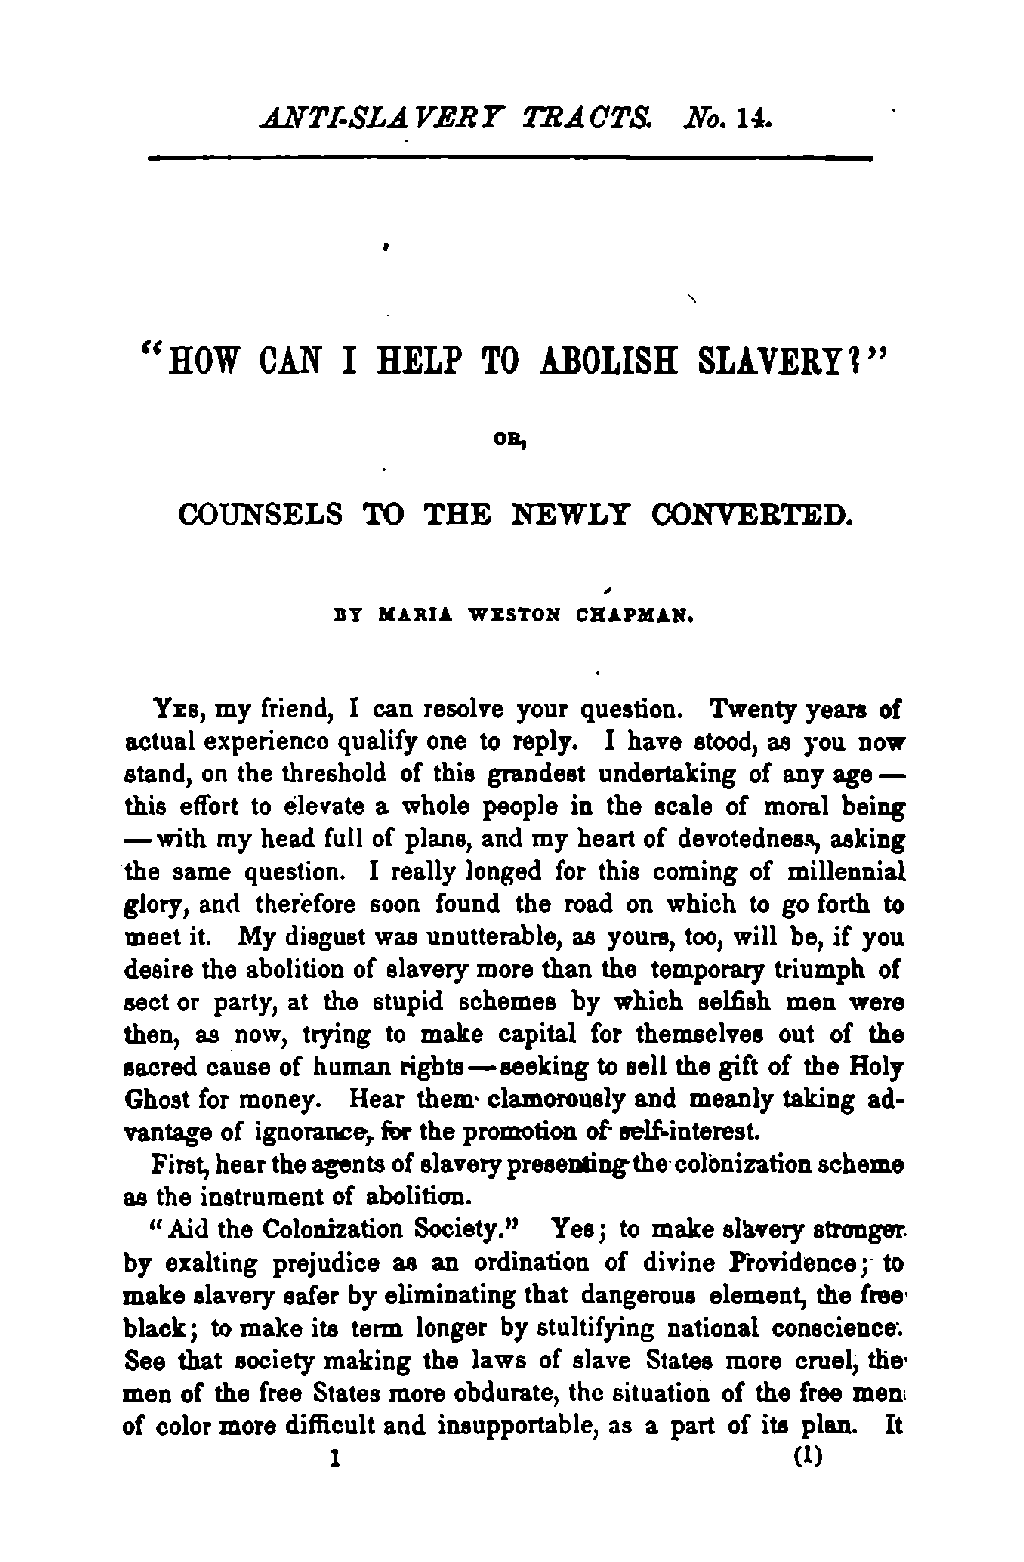 ANTI-SLAVERY TRACTS. No. 14.
"HOW CAN I HELP TO ABOLISH SLAVERY?"
OR,
COUNSELS TO THE NEWLY CONVERTED.
BY MARIA WESTON CHAPMAN.
YES, my friend, I can resolve your question. Twenty years of
actual experience qualify one to reply. I have stood, as you now
stand, on the threshold of this grandest undertaking of any age —
this effort to elevate a whole people in the scale of moral being
— with my head full of plans, and my heart of devotedness, asking
the same question. I really longed for this coming of millennial
glory, and therefore soon found the road on which to go forth to
meet it. My disgust was unutterable, as yours, too, will be, if you
desire the abolition of slavery more than the temporary triumph of
sect or party, at the stupid schemes by which selfish men were
then, as now, trying to make capital for themselves out of the
sacred cause of human rights — seeking to sell the gift of the Holy
Ghost for money. Hear them clamorously and meanly taking ad-
vantage of ignorance, for the promotion of self-interest.
First, hear the agents of slavery presenting the colonization scheme
as the instrument of abolition.
"Aid the Colonization Society." Yes; to make slavery stronger
by exalting prejudice as an ordination of divine Providence; to
make slavery safer by eliminating that dangerous element, the free
black; to make its term longer by stultifying national conscience.
See that society making the laws of slave States more cruel, the
men of the free States more obdurate, the situation of the free men
of color more difficult and insupportable, as a part of its plan. It
1 (1)